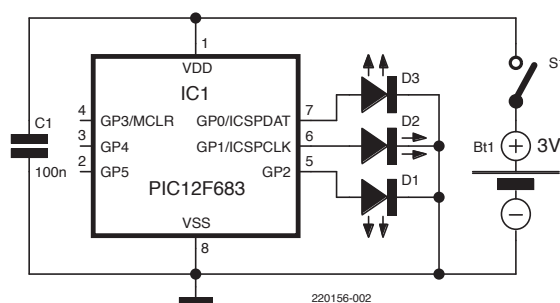 1
VDD
IC1
S1
C1
100n
4
3
2
GP3/MCLR
GP4
GP5
GP0/ICSPDAT
GP1/ICSPCLK
GP2
7
6
5
D3
D2
D1
Bt1
3V
PIC12F683
VSS
8
220156-002